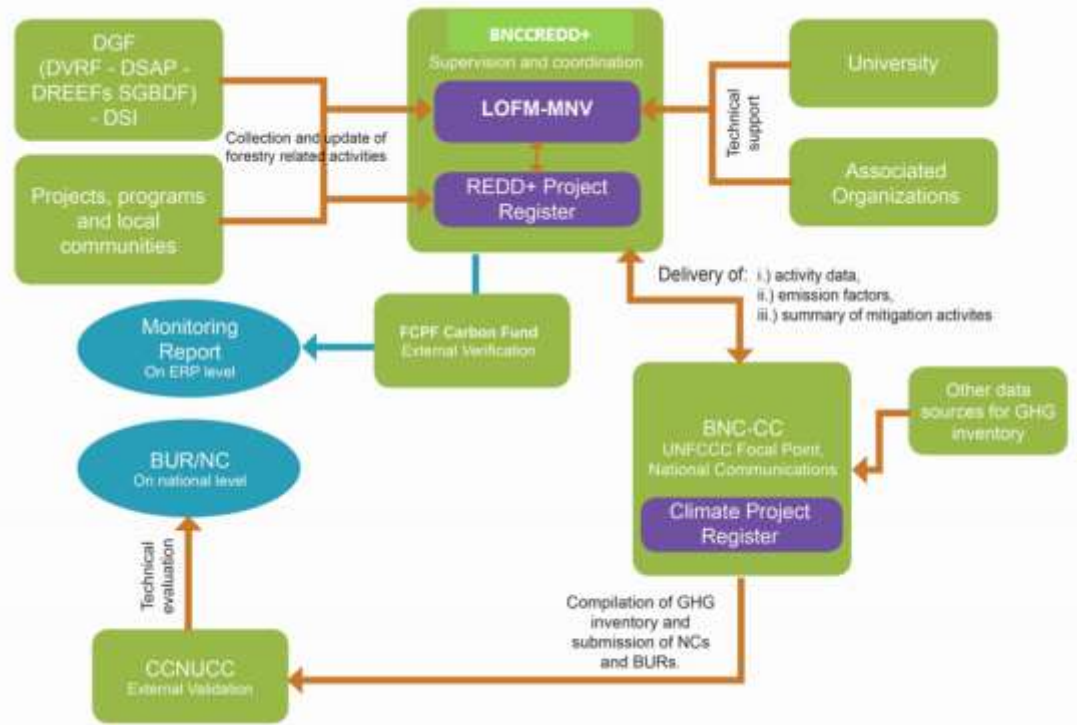 DGF
(DVRF - DSAP -
DREEFs SGBDF)
- DSI
Projects, programs
and local
communities
Collection and update of
forestry related activities
BNCCREDD+
Supervision and coordination
LOFM-MNV
REDD+ Project
Register
Technical
support
University
Associated
Organizations
Delivery of: i.) activity data,
ii.) emission factors,
iii.) summary of mitigation activites
FCPF Carbon Fund
External Verification
Monitoring
Report
On ERP level
BUR/NC
On national level
BNC-CC
UNFCCC Focal Point,
National Communications
Climate Project
Register
Other data
sources for GHG
inventory
Technical
evaluation
Compilation of GHG
inventory and
submission of NCs
and BURs.
CCNUCC
External Validation